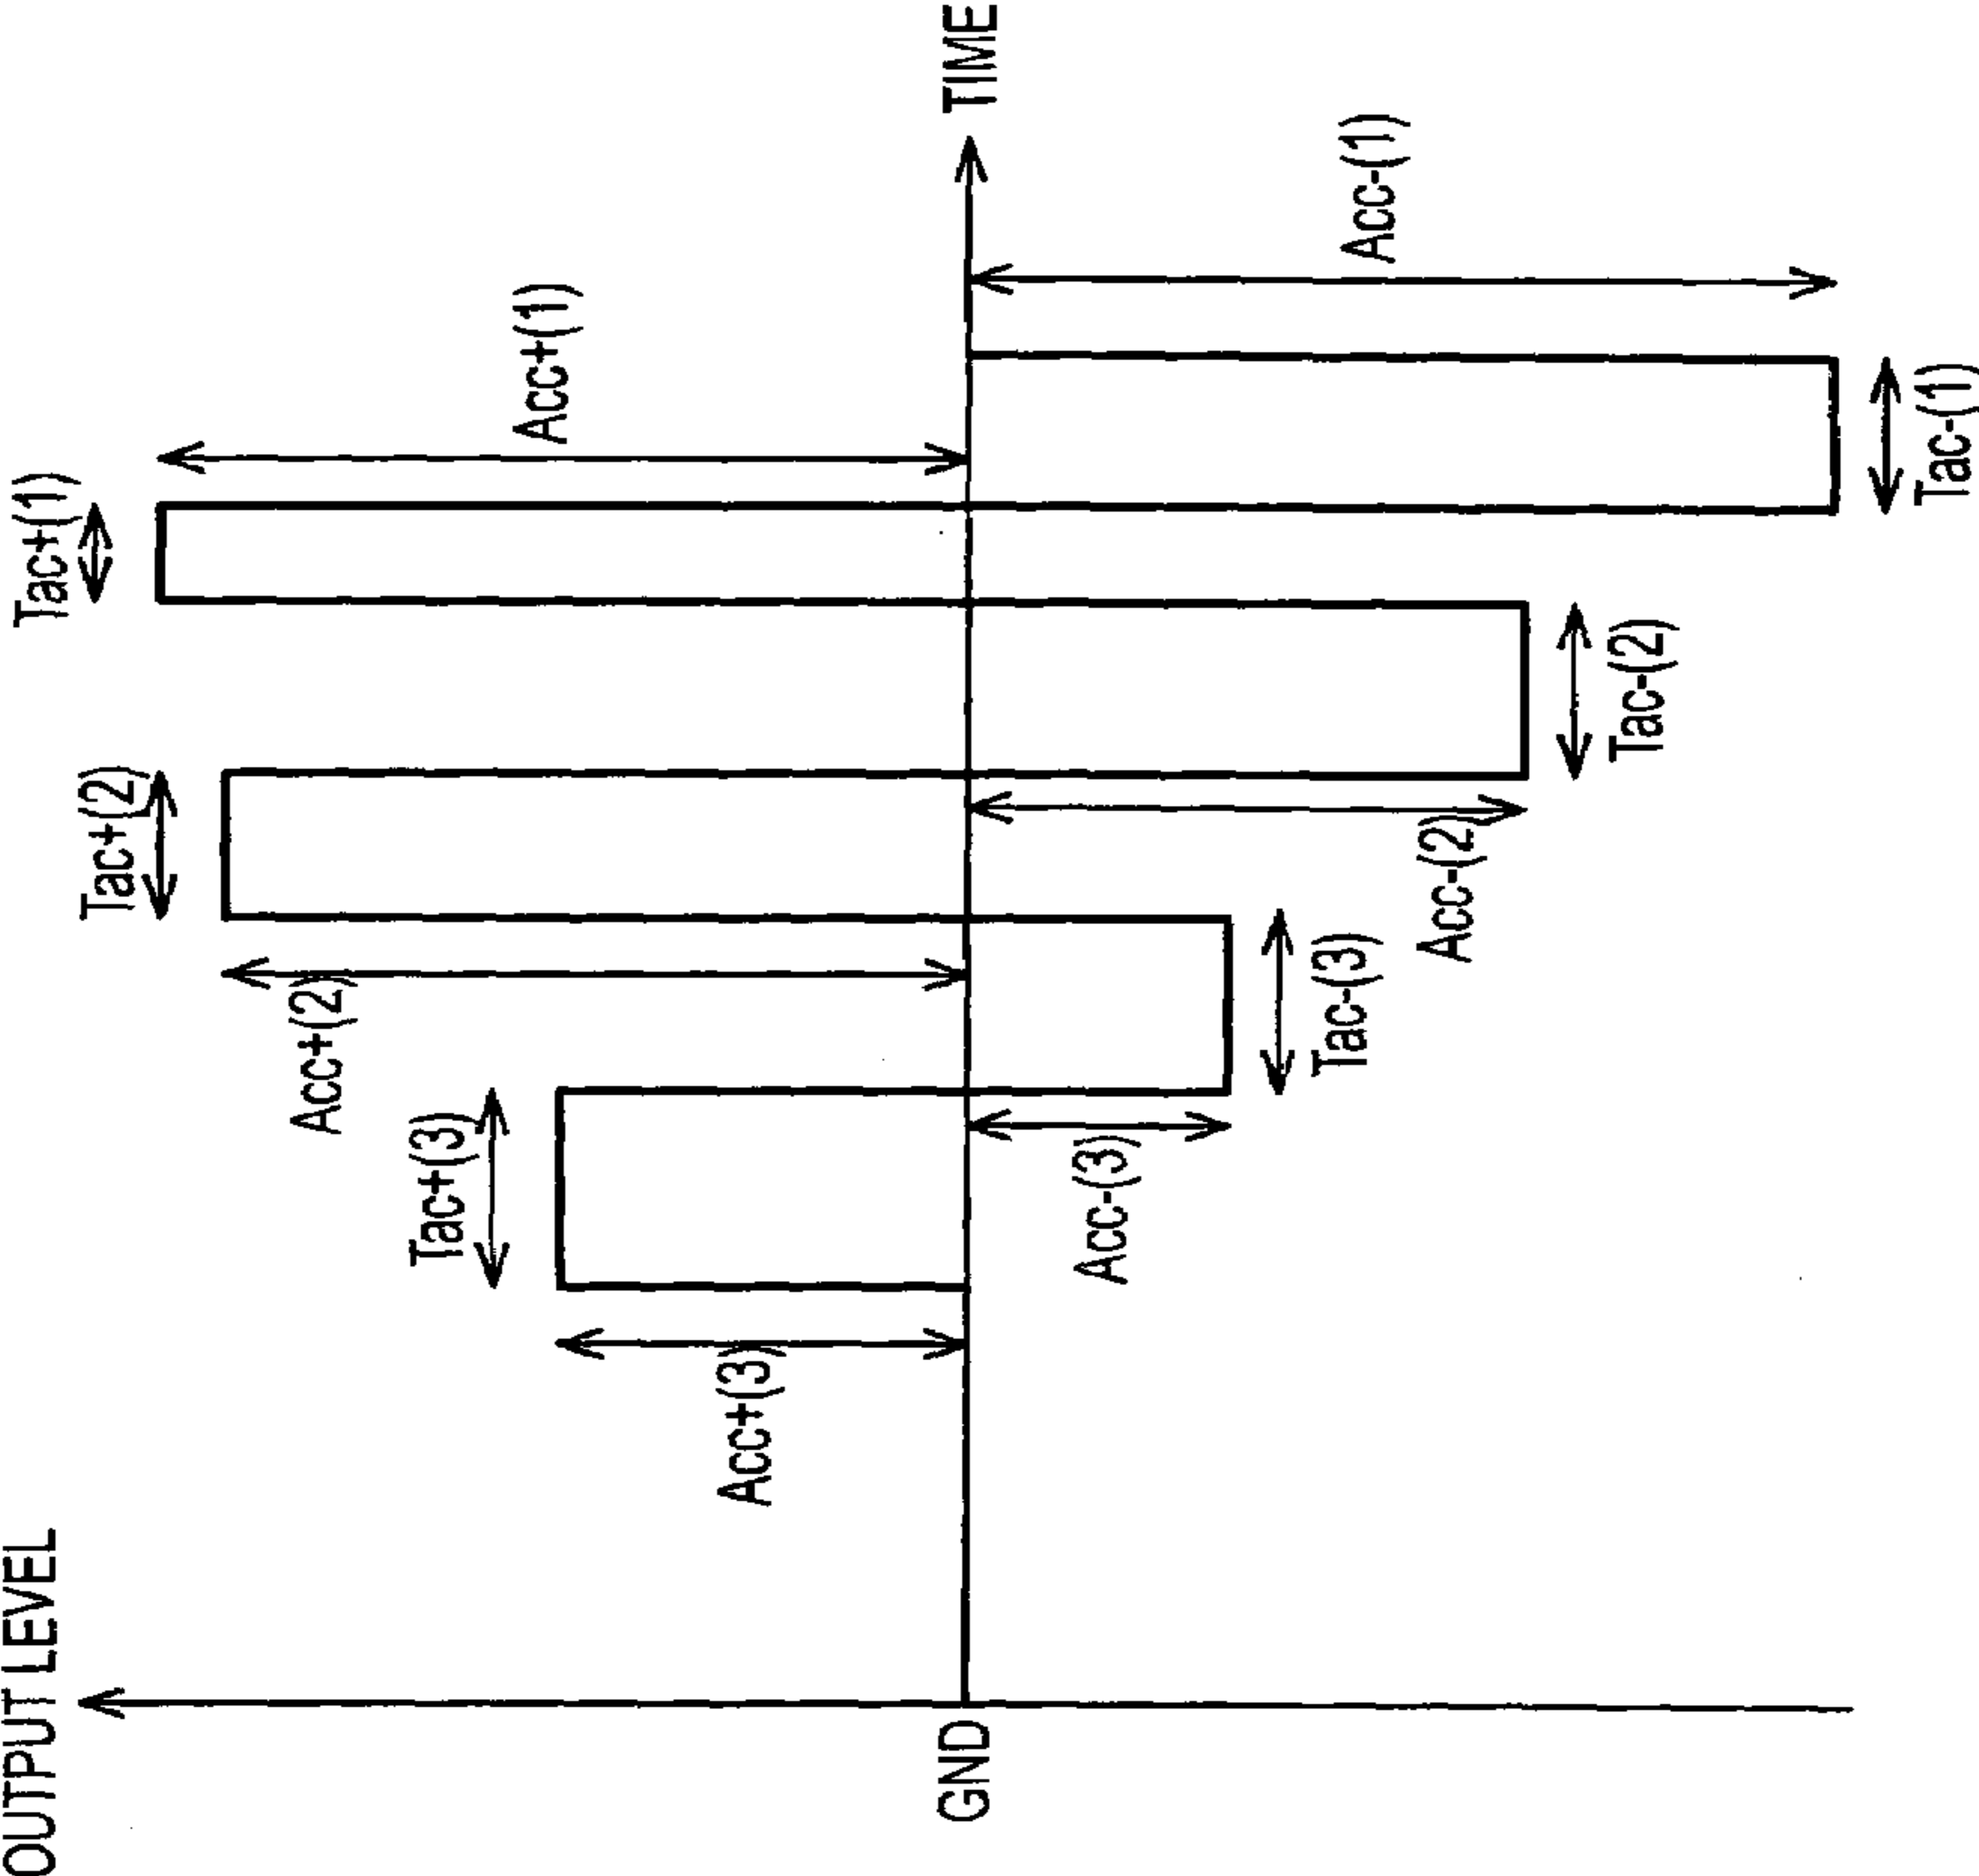 OUTPUT LEVEL
GND
TIME
Acc+(3)
Tac+(3)
Acc-(3)
Tac-(3)
Acc+(2)
Tac+(2)
Acc-(2)
Tac-(2)
Tac+(1)
Acc+(1)
Tac-(1)
Acc-(1)